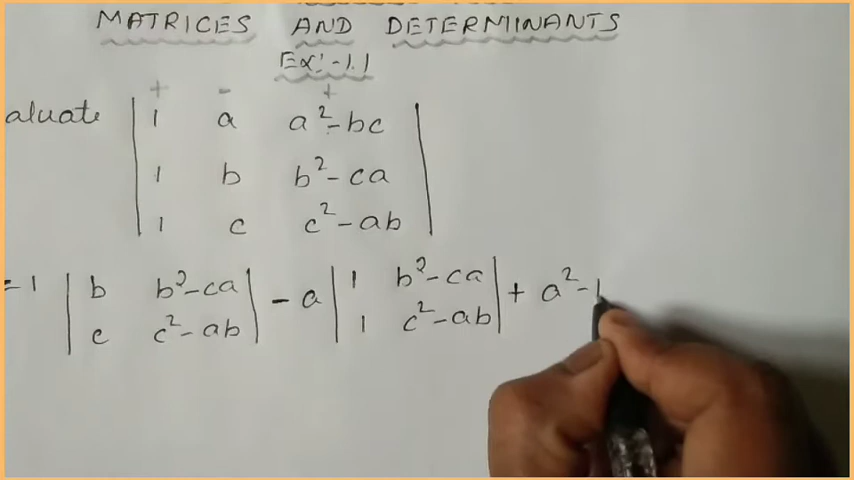 MATRICES AND DETERMINANTS
Ex:-1.1
+ - +
aluate | 1 a a²-bc |
| 1 b b²-ca |
| 1 c c²-ab |
=1 | b b²-ca | - a | 1 b²-ca | + a²-
| c c²-ab | | 1 c²-ab |